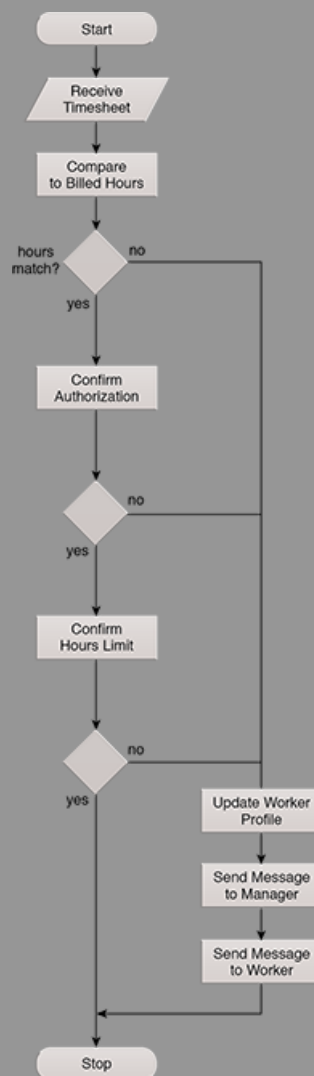 Start
Receive
Timesheet
Compare
to Billed Hours
hours
match?
no
yes
Confirm
Authorization
no
yes
Confirm
Hours Limit
no
yes
Update Worker
Profile
Send Message
to Manager
Send Message
to Worker
Stop